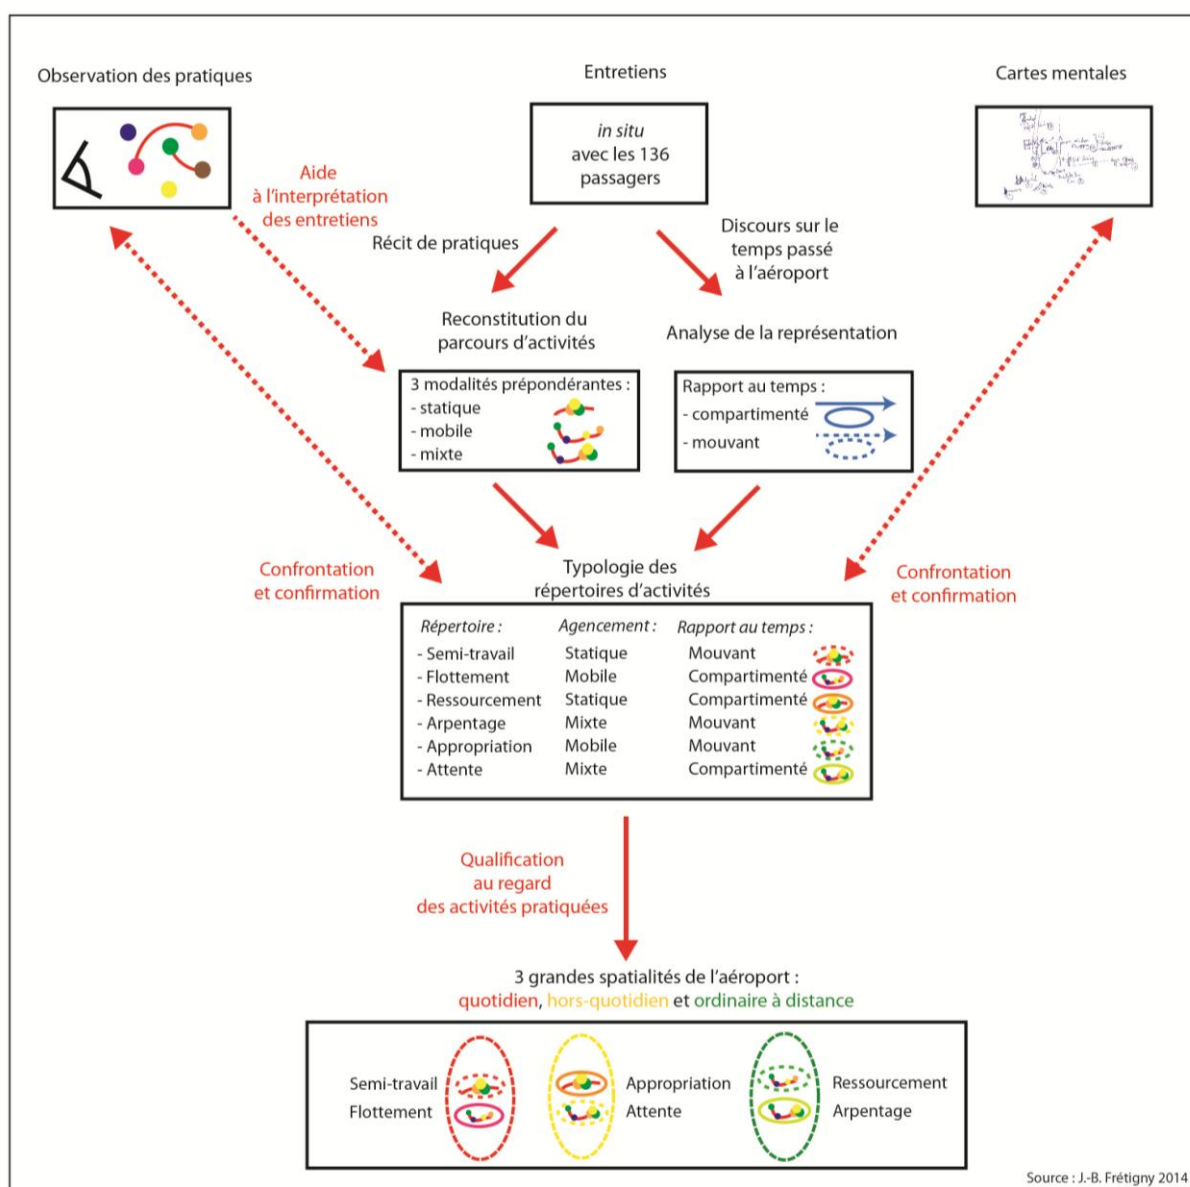 Observation des pratiques
Entretiens
Cartes mentales
in situ
avec les 136
passagers
Aide
à l'interprétation
des entretiens
Récit de pratiques
Discours sur le
temps passé
à l'aéroport
Reconstitution du
parcours d'activités
Analyse de la représentation
3 modalités prépondérantes :
- statique
- mobile
- mixte
Rapport au temps :
- compartimenté
- mouvant
Confrontation
et confirmation
Typologie des
répertoires d'activités
Confrontation
et confirmation
Répertoire : Agencement : Rapport au temps :
- Semi-travail Statique Mouvant
- Flottement Mobile Compartimenté
- Ressourcement Statique Compartimenté
- Arpentage Mixte Mouvant
- Appropriation Mobile Mouvant
- Attente Mixte Compartimenté
Qualification
au regard
des activités pratiquées
3 grandes spatialités de l'aéroport :
quotidien, hors-quotidien et ordinaire à distance
Semi-travail Appropriation Ressourcement
Flottement Attente Arpentage
Source : J.-B. Frétigny 2014